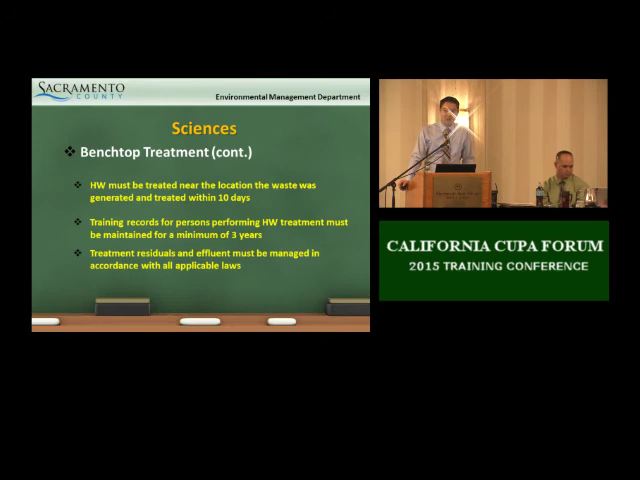 SACRAMENTO
COUNTY
Environmental Management Department
Sciences
Benchtop Treatment (cont.)
HW must be treated near the location the waste was
generated and treated within 10 days
Training records for persons performing HW treatment must
be maintained for a minimum of 3 years
Treatment residuals and effluent must be managed in
accordance with all applicable laws
CALIFORNIA CUPA FORUM
2015 TRAINING CONFERENCE